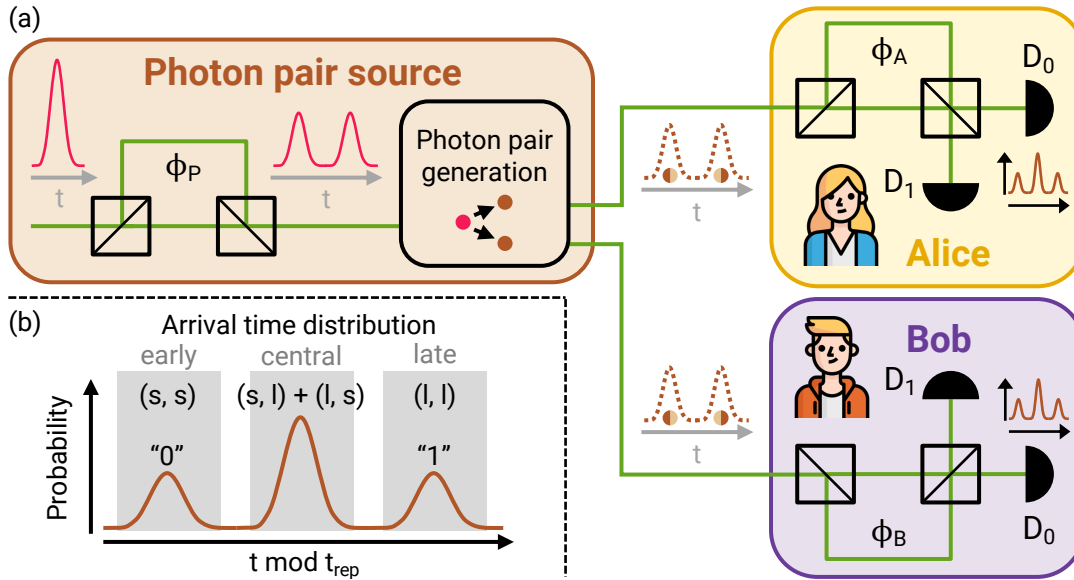 (a)
Photon pair source
t
ϕP
t
Photon pair
generation
t
t
ϕA
D0
D1
Alice
Bob
D1
D0
ϕB
(b)
Arrival time distribution
early central late
(s, s) (s, l) + (l, s) (l, l)
“0” “1”
Probability
t mod trep